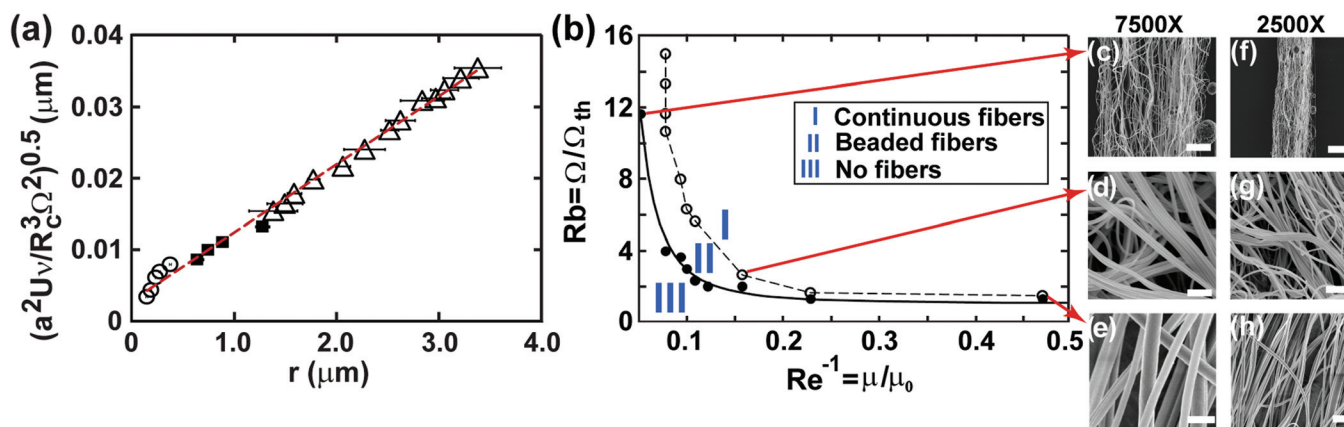 (a)
0.04
0.03
0.02
0.01
0
(a²Uν/R³cΩ²)⁰·⁵ (μm)
0
1.0
2.0
3.0
4.0
r (μm)
(b)
16
12
8
4
0
Rb=Ω/Ωth
I Continuous fibers
II Beaded fibers
III No fibers
I
II
III
0.1
0.2
0.3
0.4
0.5
Re⁻¹=μ/μ₀
7500X
2500X
(c)
(f)
(d)
(g)
(e)
(h)